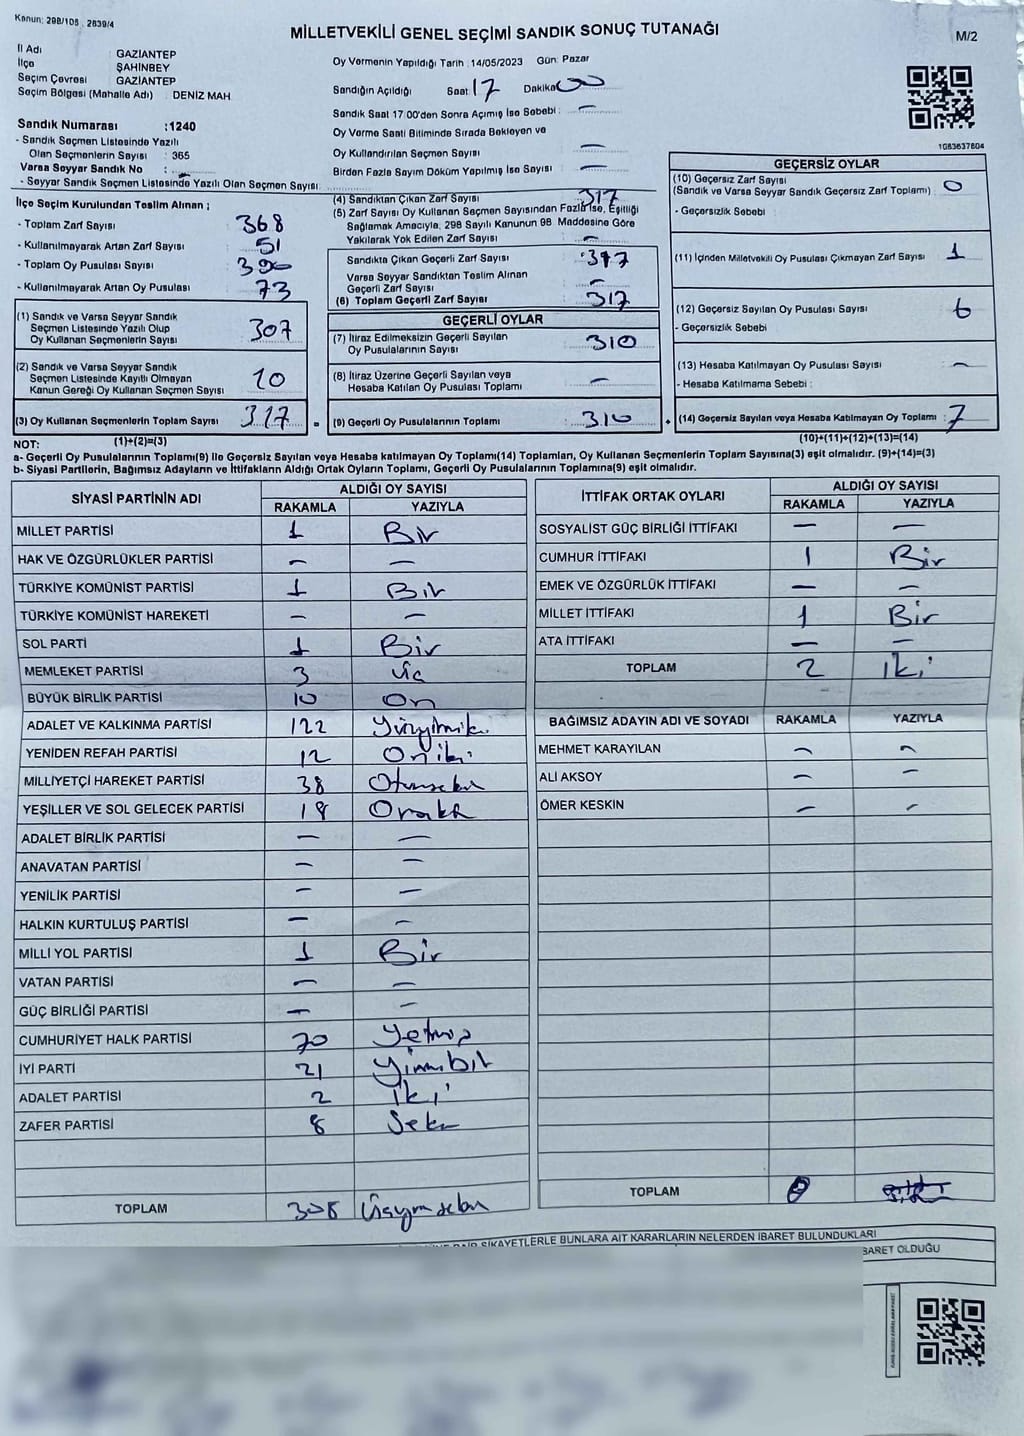 Kanun: 298/105 , 2839/4
MİLLETVEKİLİ GENEL SEÇİMİ SANDIK SONUÇ TUTANAĞI
M/2
İl Adı : GAZİANTEP
İlçe : ŞAHİNBEY
Seçim Çevresi : GAZİANTEP
Seçim Bölgesi (Mahalle Adı) : DENİZ MAH
Sandık Numarası :1240
- Sandık Seçmen Listesinde Yazılı
Olan Seçmenlerin Sayısı : 365
Varsa Seyyar Sandık No :
- Seyyar Sandık Seçmen Listesinde Yazılı Olan Seçmen Sayısı:
Oy Vermenin Yapıldığı Tarih : 14/05/2023 Gün: Pazar
Sandığın Açıldığı Saat 17 Dakika 00
Sandık Saat 17.00'den Sonra Açımış İse Sebebi : –
Oy Verme Saati Bitiminde Sırada Bekleyen ve
Oy Kullandırılan Seçmen Sayısı : –
Birden Fazla Sayım Döküm Yapılmış İse Sayısı : –
1083637604
İlçe Seçim Kurulundan Teslim Alınan ;
- Toplam Zarf Sayısı : 368
- Kullanılmayarak Artan Zarf Sayısı : 51
- Toplam Oy Pusulası Sayısı : 390
- Kullanılmayarak Artan Oy Pusulası : 73
(1) Sandık ve Varsa Seyyar Sandık
Seçmen Listesinde Yazılı Olup
Oy Kullanan Seçmenlerin Sayısı : 307
(2) Sandık ve Varsa Seyyar Sandık
Seçmen Listesinde Kayıtlı Olmayan
Kanun Gereği Oy Kullanan Seçmen Sayısı : 10
(3) Oy Kullanan Seçmenlerin Toplam Sayısı : 317 =
(4) Sandıktan Çıkan Zarf Sayısı : 317
(5) Zarf Sayısı Oy Kullanan Seçmen Sayısından Fazla İse, Eşitliği
Sağlamak Amacıyla, 298 Sayılı Kanunun 98. Maddesine Göre
Yakılarak Yok Edilen Zarf Sayısı : –
Sandıkta Çıkan Geçerli Zarf Sayısı : 317
Varsa Seyyar Sandıktan Teslim Alınan
Geçerli Zarf Sayısı : –
(6) Toplam Geçerli Zarf Sayısı : 317
GEÇERLİ OYLAR
(7) İtiraz Edilmeksizin Geçerli Sayılan
Oy Pusulalarının Sayısı : 310
(8) İtiraz Üzerine Geçerli Sayılan veya
Hesaba Katılan Oy Pusulası Toplamı : –
(9) Geçerli Oy Pusulalarının Toplamı : 310 +
GEÇERSİZ OYLAR
(10) Geçersiz Zarf Sayısı
(Sandık ve Varsa Seyyar Sandık Geçersiz Zarf Toplamı) : 0
- Geçersizlik Sebebi :
(11) İçinden Milletvekili Oy Pusulası Çıkmayan Zarf Sayısı : 1
(12) Geçersiz Sayılan Oy Pusulası Sayısı : 6
- Geçersizlik Sebebi
(13) Hesaba Katılmayan Oy Pusulası Sayısı : –
- Hesaba Katılmama Sebebi :
(14) Geçersiz Sayılan veya Hesaba Katılmayan Oy Toplamı : 7
NOT: (1)+(2)=(3) (10)+(11)+(12)+(13)=(14)
a- Geçerli Oy Pusulalarının Toplamı(9) ile Geçersiz Sayılan veya Hesaba katılmayan Oy Toplamı(14) Toplamları, Oy Kullanan Seçmenlerin Toplam Sayısına(3) eşit olmalıdır. (9)+(14)=(3)
b- Siyasi Partilerin, Bağımsız Adayların ve İttifakların Aldığı Ortak Oyların Toplamı, Geçerli Oy Pusulalarının Toplamına(9) eşit olmalıdır.
SİYASİ PARTİNİN ADI ALDIĞI OY SAYISI
RAKAMLA YAZIYLA
MİLLET PARTİSİ 1 Bir
HAK VE ÖZGÜRLÜKLER PARTİSİ – –
TÜRKİYE KOMÜNİST PARTİSİ 1 Bir
TÜRKİYE KOMÜNİST HAREKETİ – –
SOL PARTİ 1 Bir
MEMLEKET PARTİSİ 3 üç
BÜYÜK BİRLİK PARTİSİ 10 On
ADALET VE KALKINMA PARTİSİ 122 Yüzyirmiiki
YENİDEN REFAH PARTİSİ 12 Oniki
MİLLİYETÇİ HAREKET PARTİSİ 38 Otuzsekiz
YEŞİLLER VE SOL GELECEK PARTİSİ 18
ADALET BİRLİK PARTİSİ – –
ANAVATAN PARTİSİ – –
YENİLİK PARTİSİ – –
HALKIN KURTULUŞ PARTİSİ – –
MİLLİ YOL PARTİSİ 1 Bir
VATAN PARTİSİ – –
GÜÇ BİRLİĞİ PARTİSİ – –
CUMHURİYET HALK PARTİSİ 70 Yetmiş
İYİ PARTİ 21 Yirmibir
ADALET PARTİSİ 2 iki
ZAFER PARTİSİ 8 Sekiz
TOPLAM 308 Üçyüzsekiz
İTTİFAK ORTAK OYLARI ALDIĞI OY SAYISI
RAKAMLA YAZIYLA
SOSYALİST GÜÇ BİRLİĞİ İTTİFAKI – –
CUMHUR İTTİFAKI 1 Bir
EMEK VE ÖZGÜRLÜK İTTİFAKI – –
MİLLET İTTİFAKI 1 Bir
ATA İTTİFAKI – –
TOPLAM 2 iki
BAĞIMSIZ ADAYIN ADI VE SOYADI RAKAMLA YAZIYLA
MEHMET KARAYILAN – –
ALİ AKSOY – –
ÖMER KESKİN – –
TOPLAM
ŞİKAYETLERLE BUNLARA AİT KARARLARIN NELERDEN İBARET BULUNDUKLARI
BARET OLDUĞU